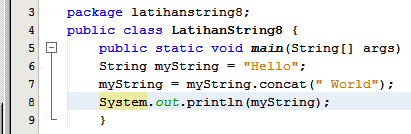 3 package latihanstring8;
4 public class LatihanString8 {
5 public static void main(String[] args)
6 String myString = "Hello";
7 myString = myString.concat(" World");
8 System.out.println(myString);
9 }